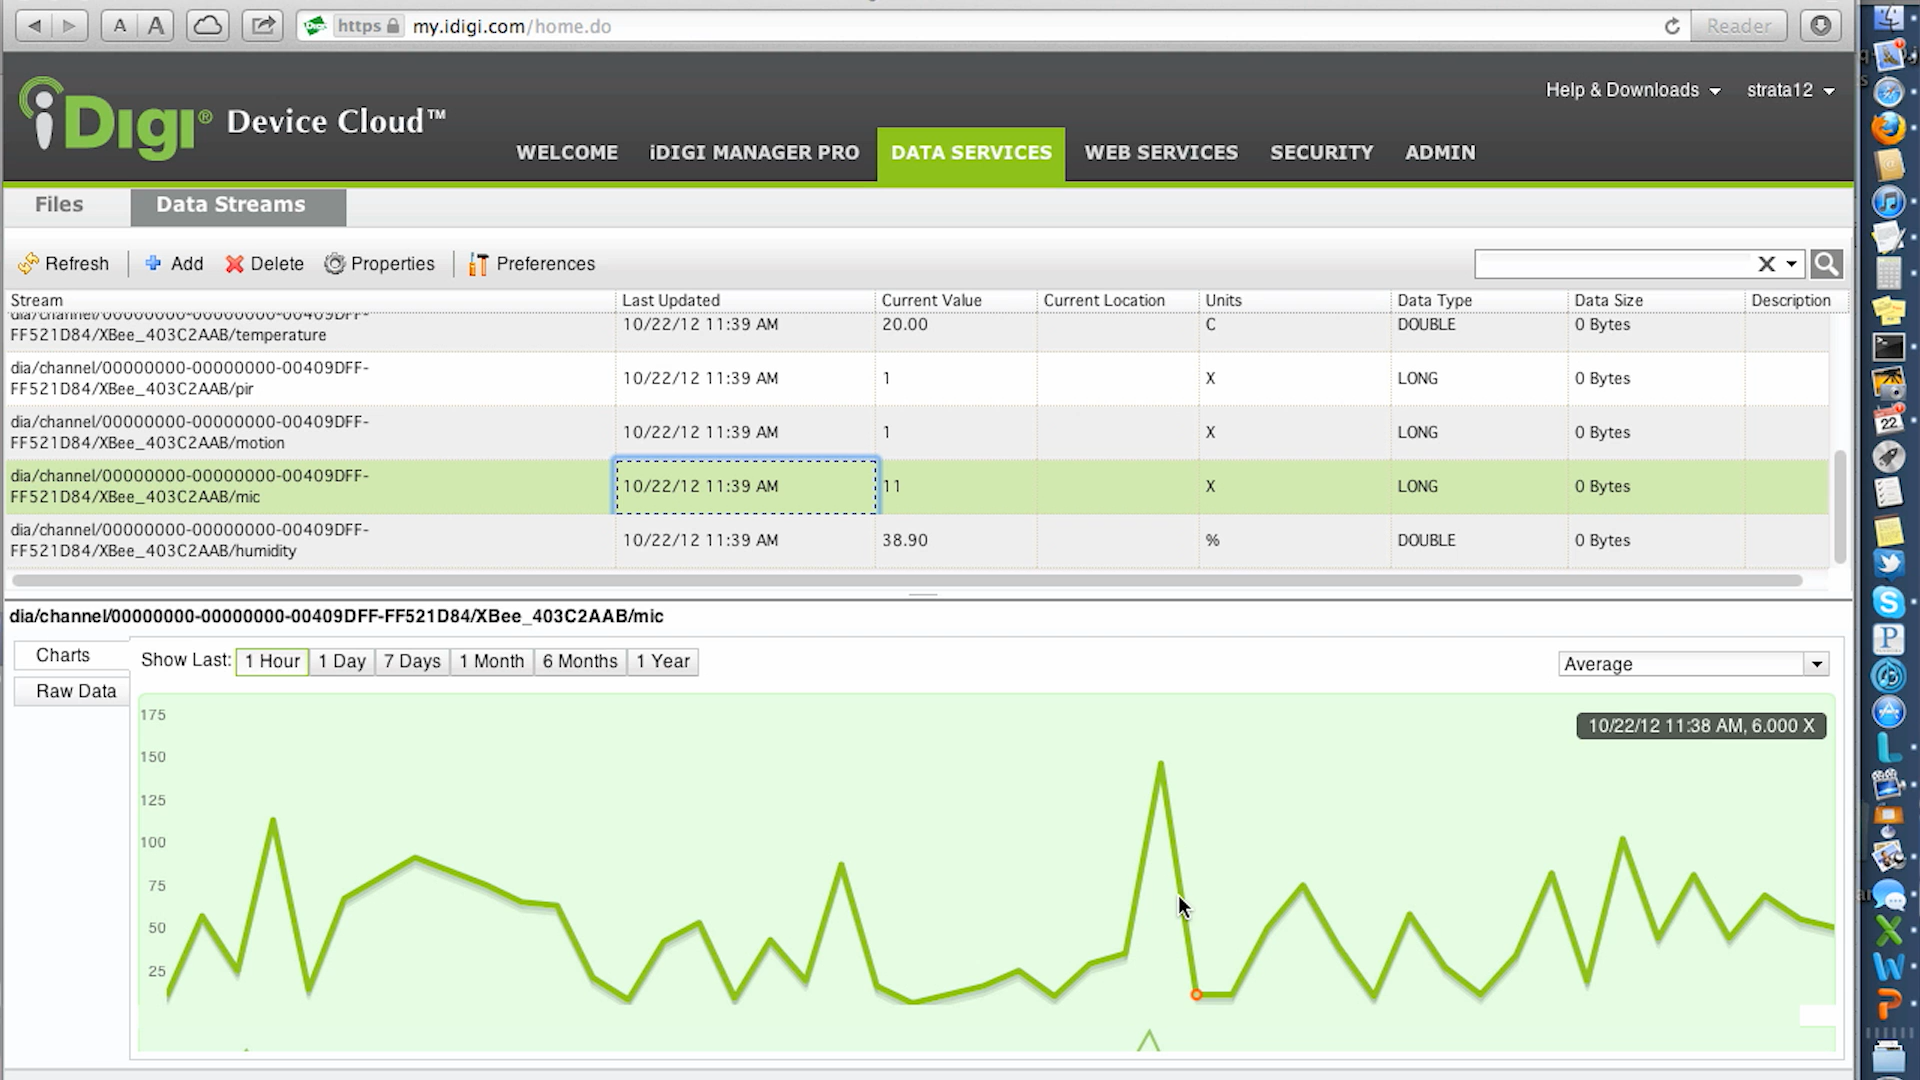 A A https my.idigi.com/home.do Reader
iDigi® Device Cloud™
Help & Downloads strata12
WELCOME iDIGI MANAGER PRO DATA SERVICES WEB SERVICES SECURITY ADMIN
Files Data Streams
Refresh Add Delete Properties Preferences X
Stream Last Updated Current Value Current Location Units Data Type Data Size Description
dia/channel/00000000-00000000-00409DFF-
FF521D84/XBee_403C2AAB/temperature 10/22/12 11:39 AM 20.00 C DOUBLE 0 Bytes
dia/channel/00000000-00000000-00409DFF-
FF521D84/XBee_403C2AAB/pir 10/22/12 11:39 AM 1 X LONG 0 Bytes
dia/channel/00000000-00000000-00409DFF-
FF521D84/XBee_403C2AAB/motion 10/22/12 11:39 AM 1 X LONG 0 Bytes
dia/channel/00000000-00000000-00409DFF-
FF521D84/XBee_403C2AAB/mic 10/22/12 11:39 AM 11 X LONG 0 Bytes
dia/channel/00000000-00000000-00409DFF-
FF521D84/XBee_403C2AAB/humidity 10/22/12 11:39 AM 38.90 % DOUBLE 0 Bytes
dia/channel/00000000-00000000-00409DFF-FF521D84/XBee_403C2AAB/mic
Charts
Raw Data
Show Last: 1 Hour 1 Day 7 Days 1 Month 6 Months 1 Year Average
10/22/12 11:38 AM, 6.000 X
175
150
125
100
75
50
25
22